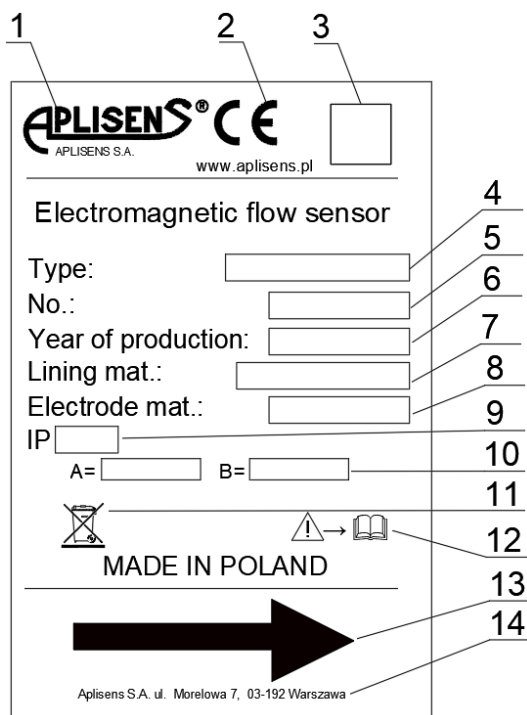 1 2 3
APLISENS® CE
APLISENS S.A.
www.aplisens.pl
Electromagnetic flow sensor
4
Type:
5
No.:
6
Year of production:
7
Lining mat.:
8
Electrode mat.:
9
IP
10
A= B=
11
12
MADE IN POLAND
13
14
Aplisens S.A. ul. Morelowa 7, 03-192 Warszawa